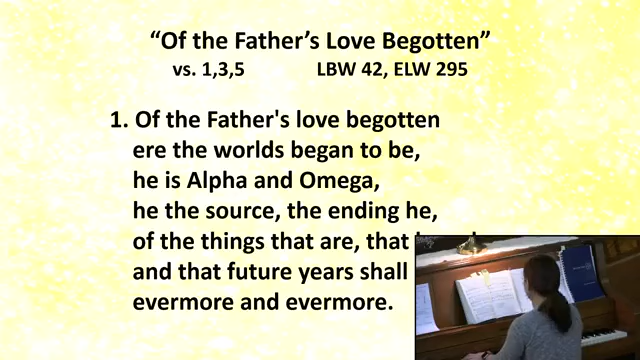 “Of the Father’s Love Begotten”
vs. 1,3,5 LBW 42, ELW 295
1. Of the Father's love begotten
ere the worlds began to be,
he is Alpha and Omega,
he the source, the ending he,
of the things that are, that
and that future years shall
evermore and evermore.